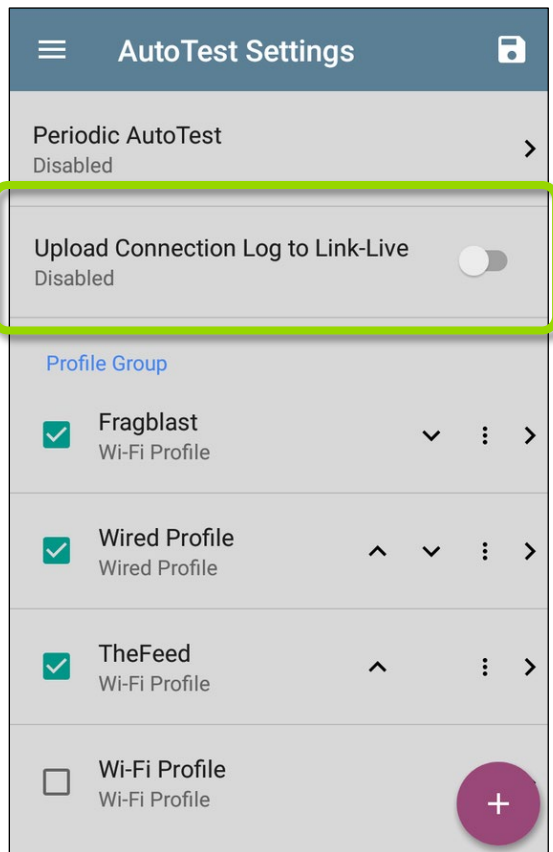 AutoTest Settings
Periodic AutoTest
Disabled
Upload Connection Log to Link-Live
Disabled
Profile Group
Fragblast
Wi-Fi Profile
Wired Profile
Wired Profile
TheFeed
Wi-Fi Profile
Wi-Fi Profile
Wi-Fi Profile